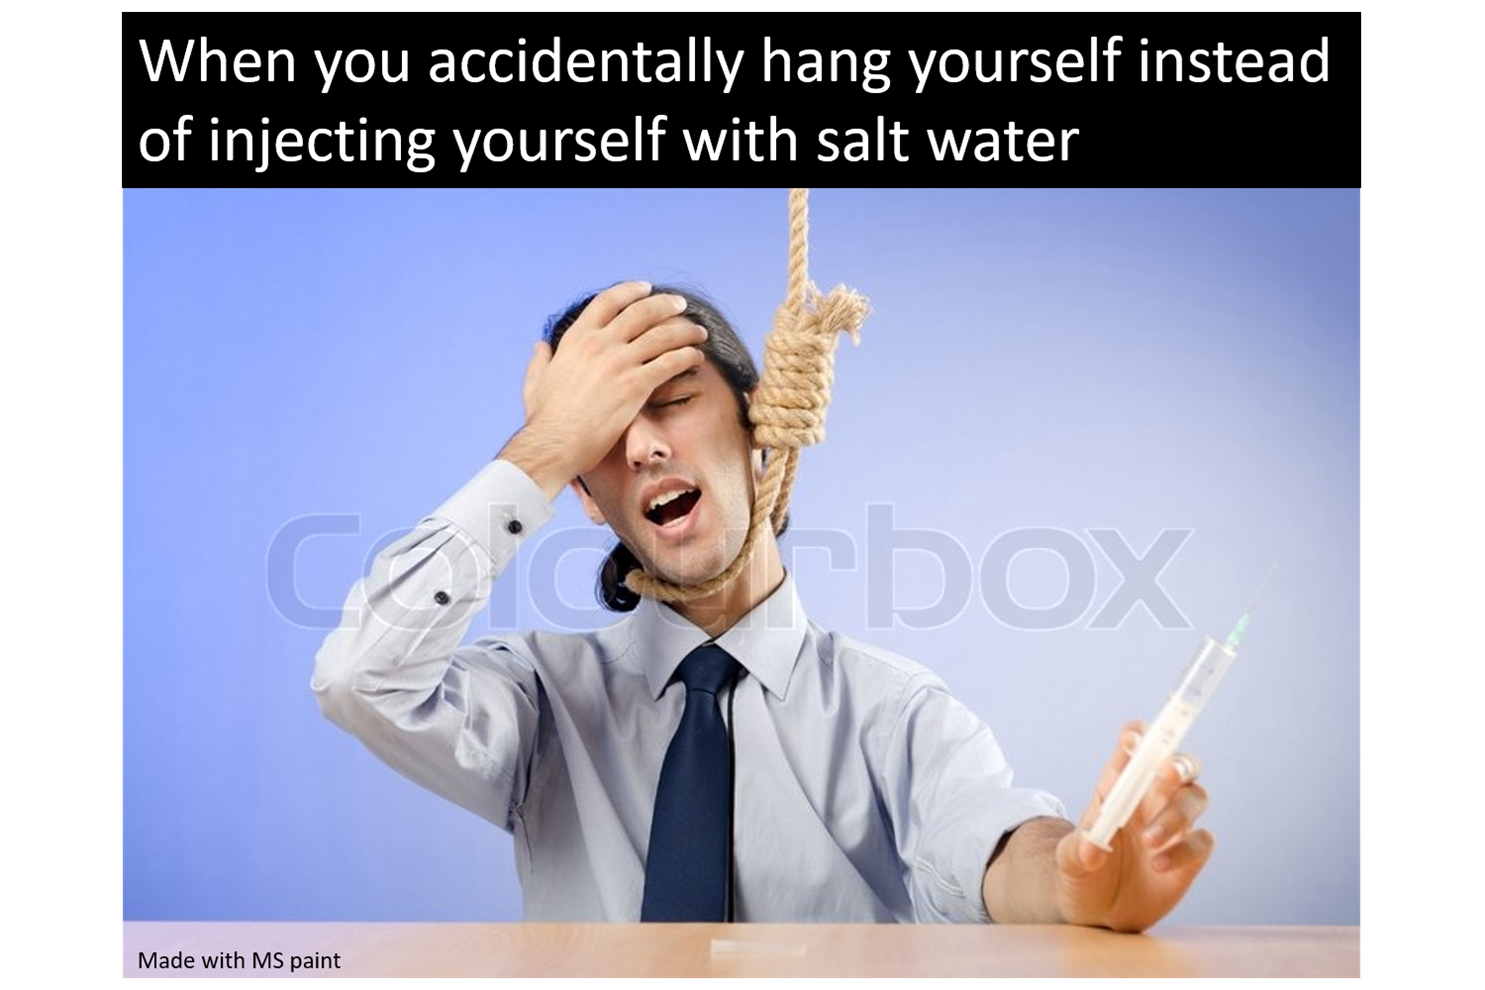 When you accidentally hang yourself instead
of injecting yourself with salt water
colourbox
Made with MS paint